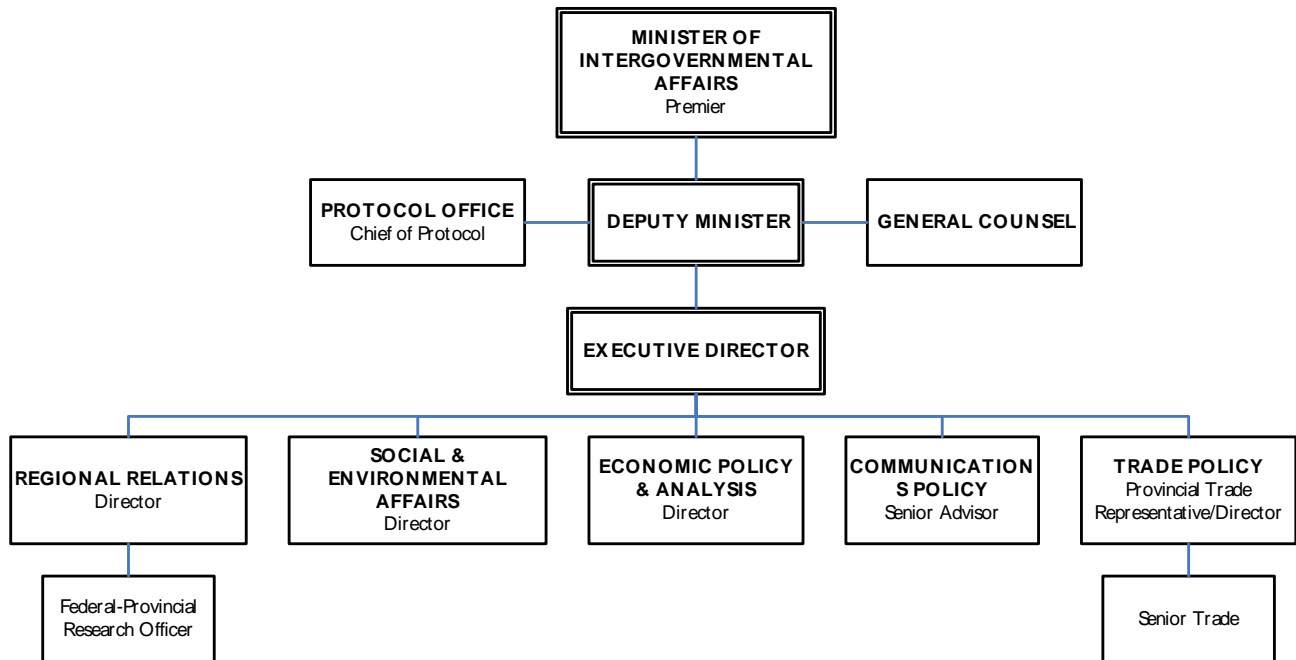 MINISTER OF
INTERGOVERNMENTAL
AFFAIRS
Premier
PROTOCOL OFFICE
Chief of Protocol
DEPUTY MINISTER
GENERAL COUNSEL
EXECUTIVE DIRECTOR
REGIONAL RELATIONS
Director
SOCIAL &
ENVIRONMENTAL
AFFAIRS
Director
ECONOMIC POLICY
& ANALYSIS
Director
COMMUNICATION
S POLICY
Senior Advisor
TRADE POLICY
Provincial Trade
Representative/Director
Federal-Provincial
Research Officer
Senior Trade